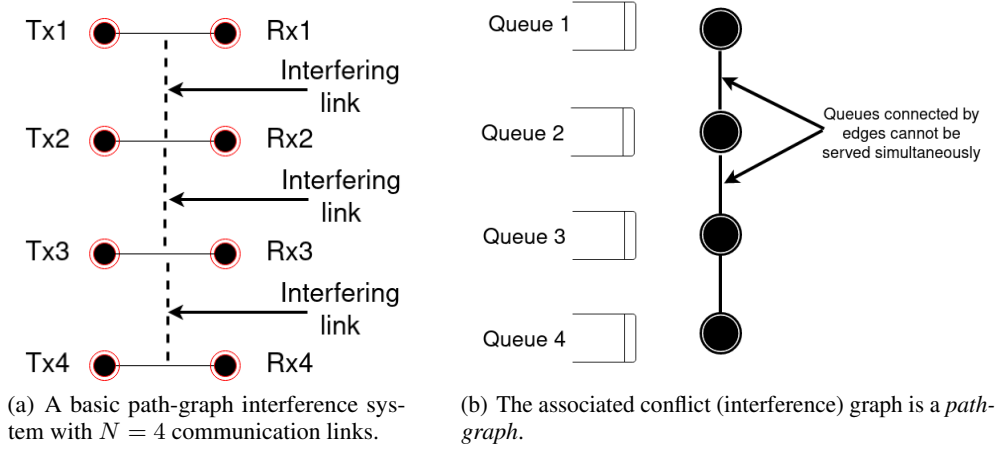 Tx1
Rx1
Interfering
link
Tx2
Rx2
Interfering
link
Tx3
Rx3
Interfering
link
Tx4
Rx4
(a) A basic path-graph interference sys-
tem with N = 4 communication links.
Queue 1
Queue 2
Queues connected by
edges cannot be
served simultaneously
Queue 3
Queue 4
(b) The associated conflict (interference) graph is a path-
graph.